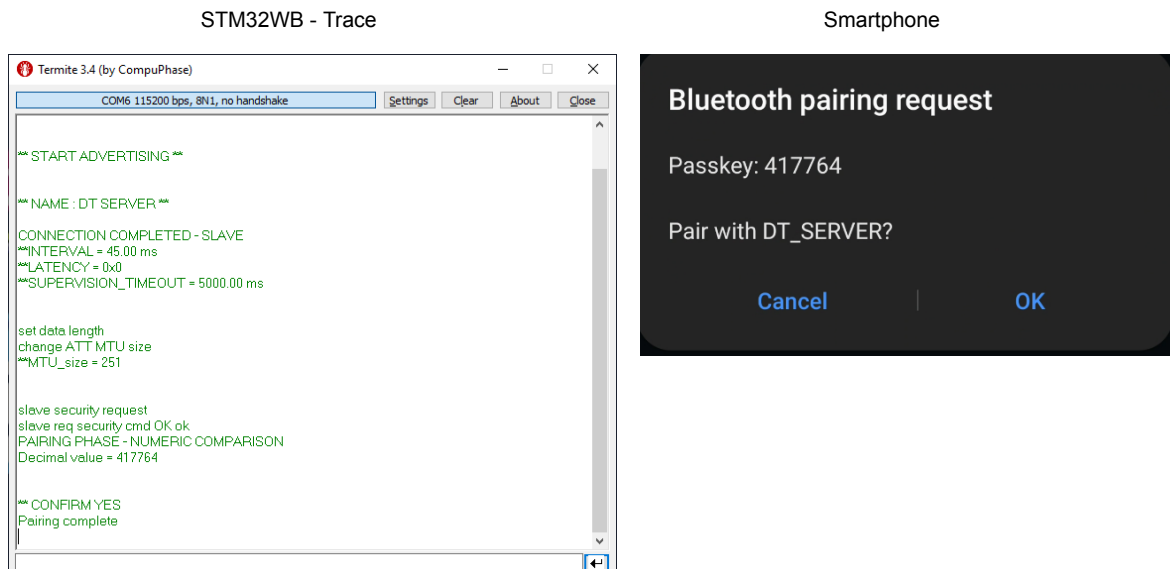 STM32WB - Trace
Smartphone
Termite 3.4 (by CompuPhase)
COM6 115200 bps, 8N1, no handshake
Settings
Clear
About
Close
** START ADVERTISING **
** NAME : DT SERVER **
CONNECTION COMPLETED - SLAVE
**INTERVAL = 45.00 ms
**LATENCY = 0x0
**SUPERVISION_TIMEOUT = 5000.00 ms
set data length
change ATT MTU size
**MTU_size = 251
slave security request
slave req security cmd OK ok
PAIRING PHASE - NUMERIC COMPARISON
Decimal value = 417764
** CONFIRM YES
Pairing complete
Bluetooth pairing request
Passkey: 417764
Pair with DT_SERVER?
Cancel
OK